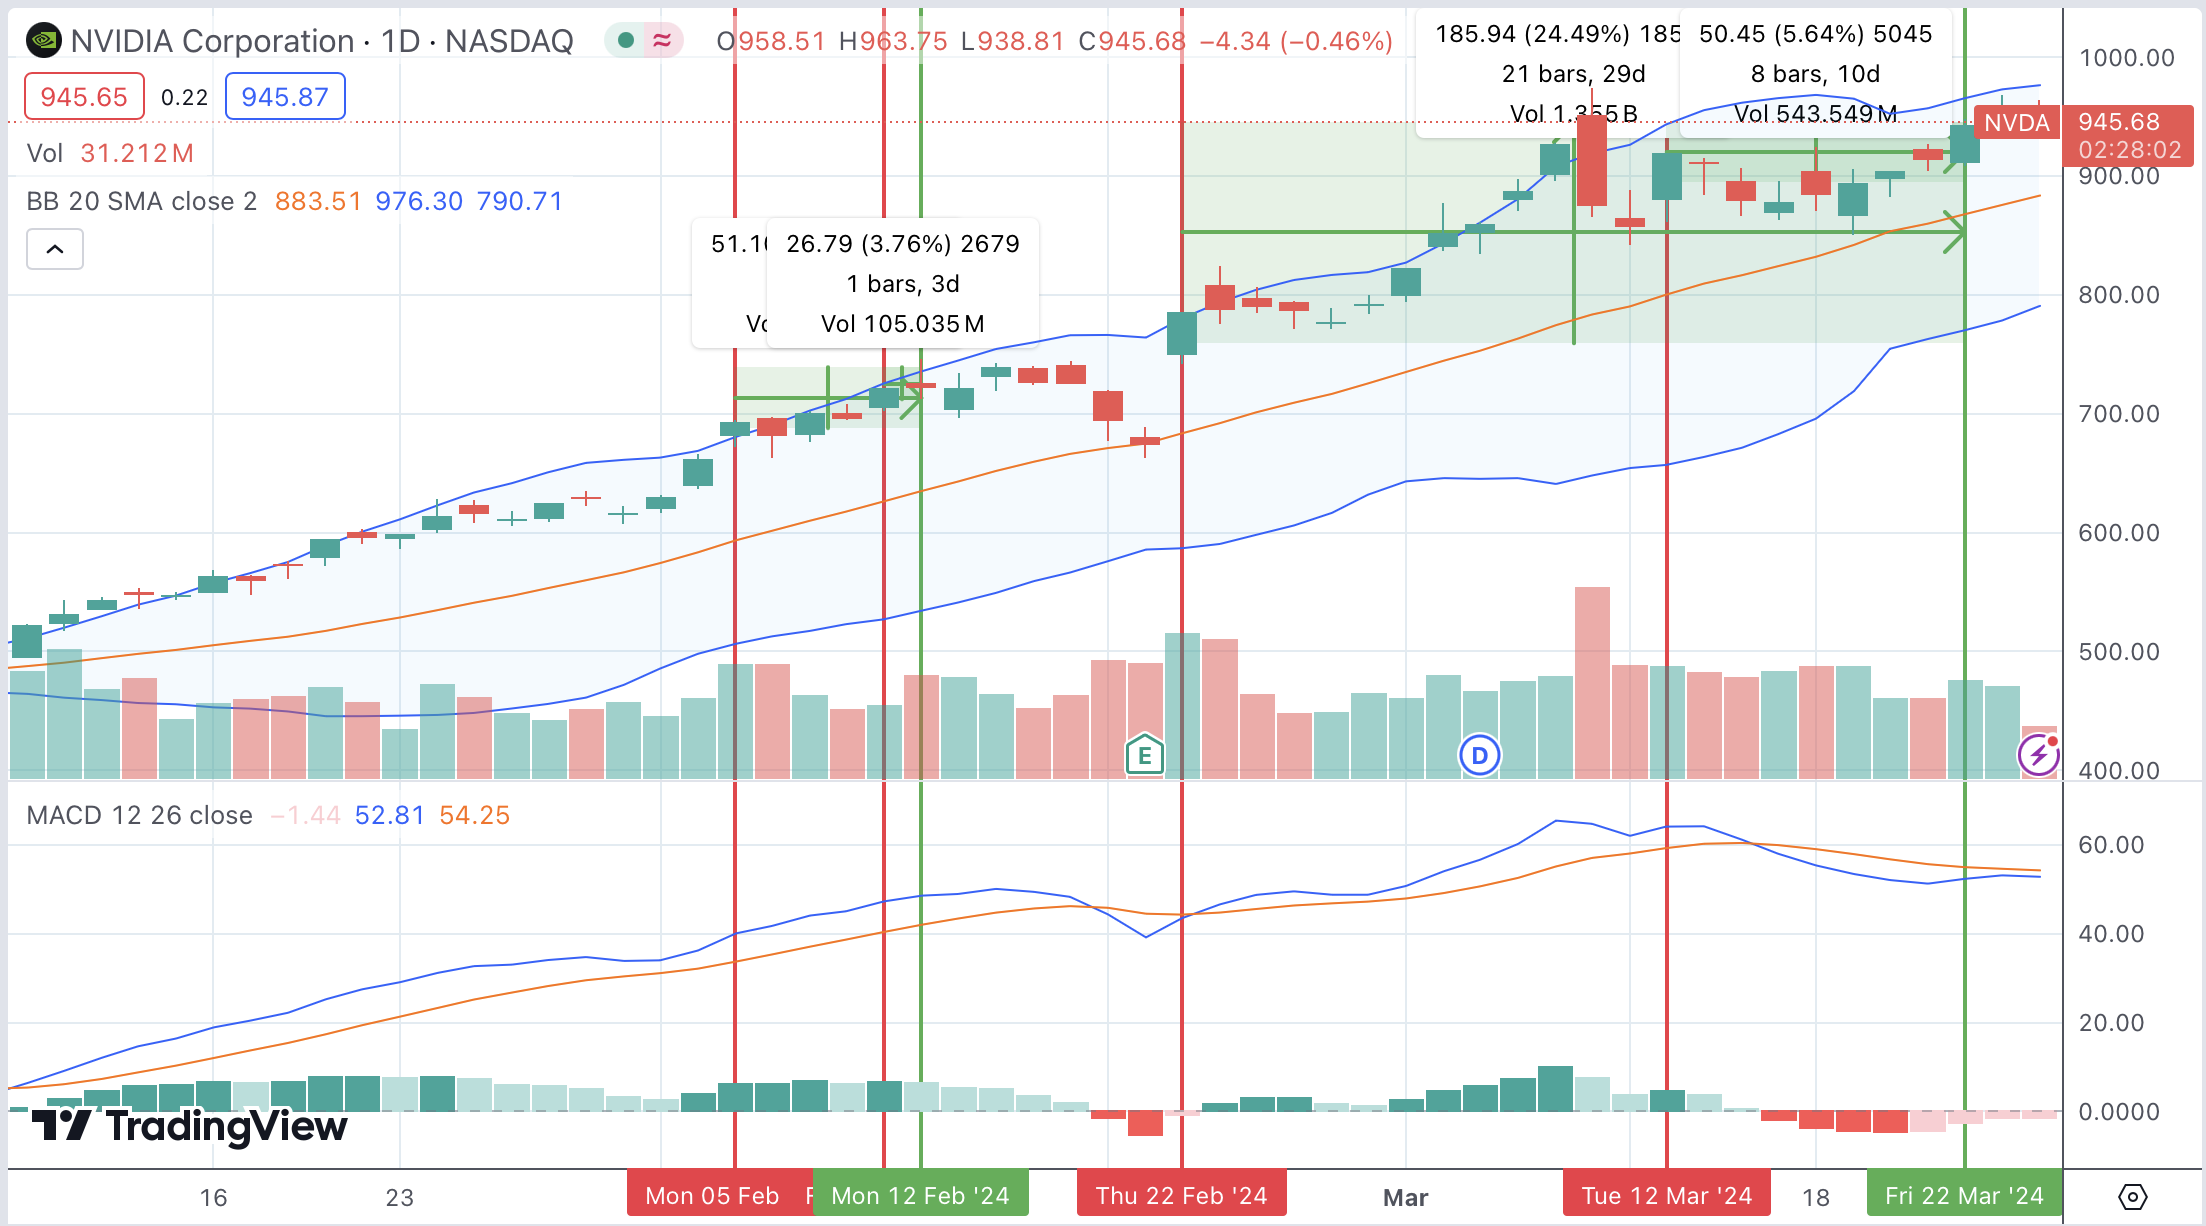 NVIDIA Corporation · 1D · NASDAQ ≈ O958.51 H963.75 L938.81 C945.68 −4.34 (−0.46%)
945.65 0.22 945.87
Vol 31.212 M
BB 20 SMA close 2 883.51 976.30 790.71
185.94 (24.49%) 185
21 bars, 29d
Vol 1.355 B
50.45 (5.64%) 5045
8 bars, 10d
Vol 543.549 M
51.1
26.79 (3.76%) 2679
1 bars, 3d
Vol 105.035 M
1000.00
NVDA 945.68
02:28:02
900.00
800.00
700.00
600.00
500.00
400.00
E D
MACD 12 26 close −1.44 52.81 54.25
60.00
40.00
20.00
0.0000
TradingView
16 23 Mon 05 Feb F Mon 12 Feb '24 Thu 22 Feb '24 Mar Tue 12 Mar '24 18 Fri 22 Mar '24